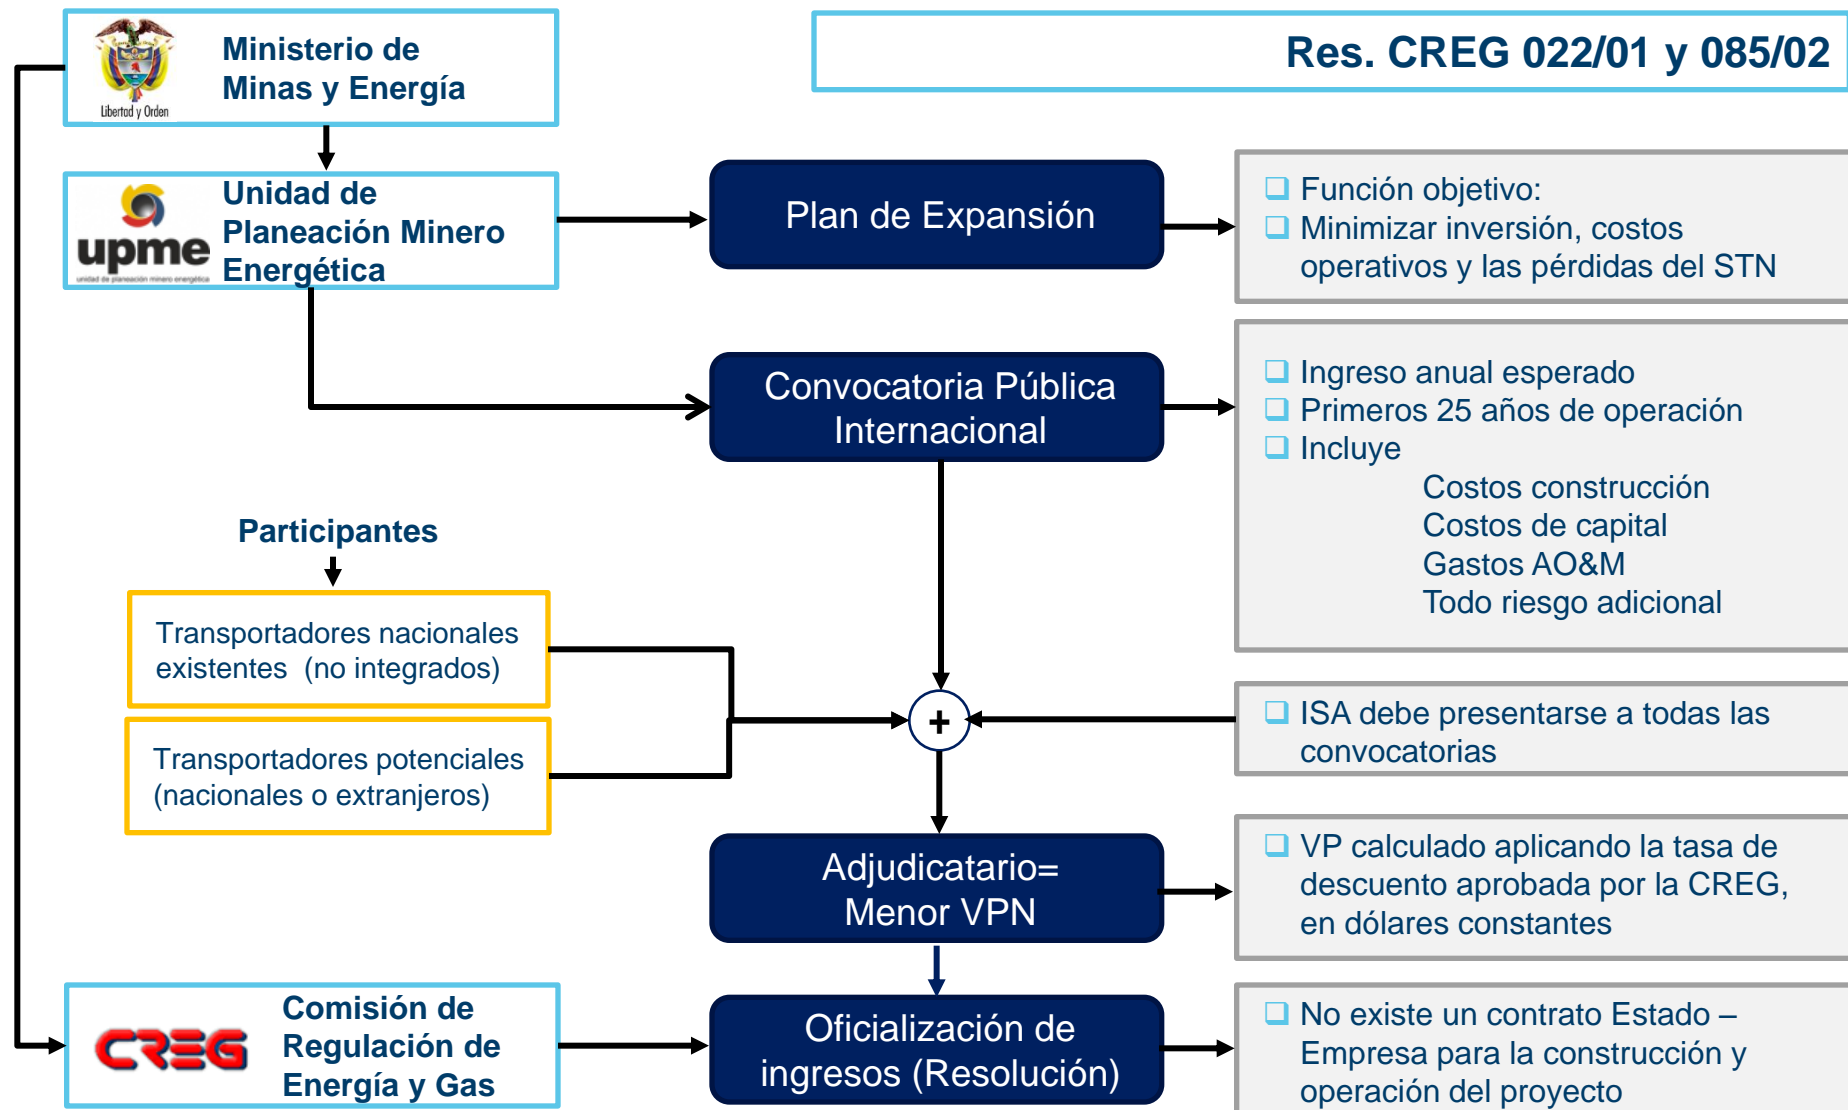 Libertad y Orden
Ministerio de
Minas y Energía
Res. CREG 022/01 y 085/02
upme
unidad de planeación minero energética
Unidad de
Planeación Minero
Energética
Plan de Expansión
Función objetivo:
Minimizar inversión, costos
operativos y las pérdidas del STN
Convocatoria Pública
Internacional
Ingreso anual esperado
Primeros 25 años de operación
Incluye
Costos construcción
Costos de capital
Gastos AO&M
Todo riesgo adicional
Participantes
Transportadores nacionales
existentes (no integrados)
Transportadores potenciales
(nacionales o extranjeros)
+
ISA debe presentarse a todas las
convocatorias
Adjudicatario=
Menor VPN
VP calculado aplicando la tasa de
descuento aprobada por la CREG,
en dólares constantes
CREG
Comisión de
Regulación de
Energía y Gas
Oficialización de
ingresos (Resolución)
No existe un contrato Estado –
Empresa para la construcción y
operación del proyecto